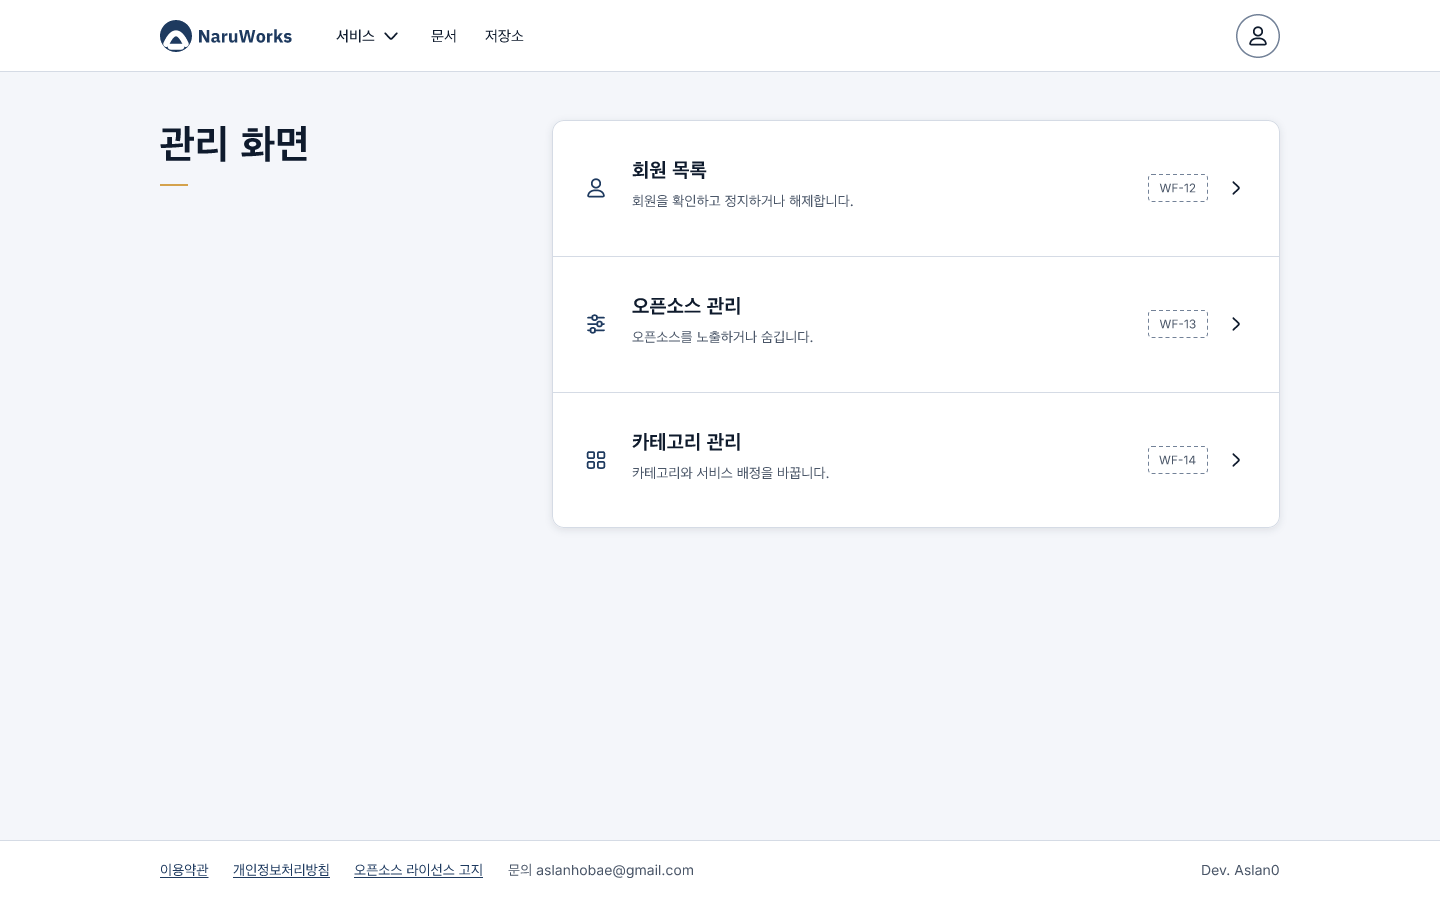 NaruWorks 서비스 문서 저장소
관리 화면
회원 목록
회원을 확인하고 정지하거나 해제합니다.
WF-12
오픈소스 관리
오픈소스를 노출하거나 숨깁니다.
WF-13
카테고리 관리
카테고리와 서비스 배정을 바꿉니다.
WF-14
이용약관 개인정보처리방침 오픈소스 라이선스 고지 문의 aslanhobae@gmail.com Dev. Aslan0